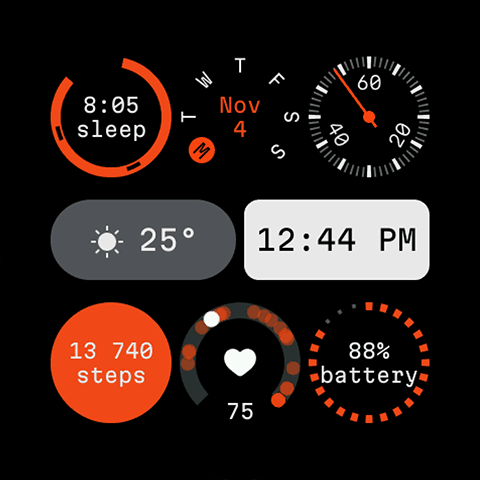 8:05
sleep
M
T
W
T
F
S
S
Nov
4
60
20
40
25°
12:44 PM
13 740
steps
75
88%
battery